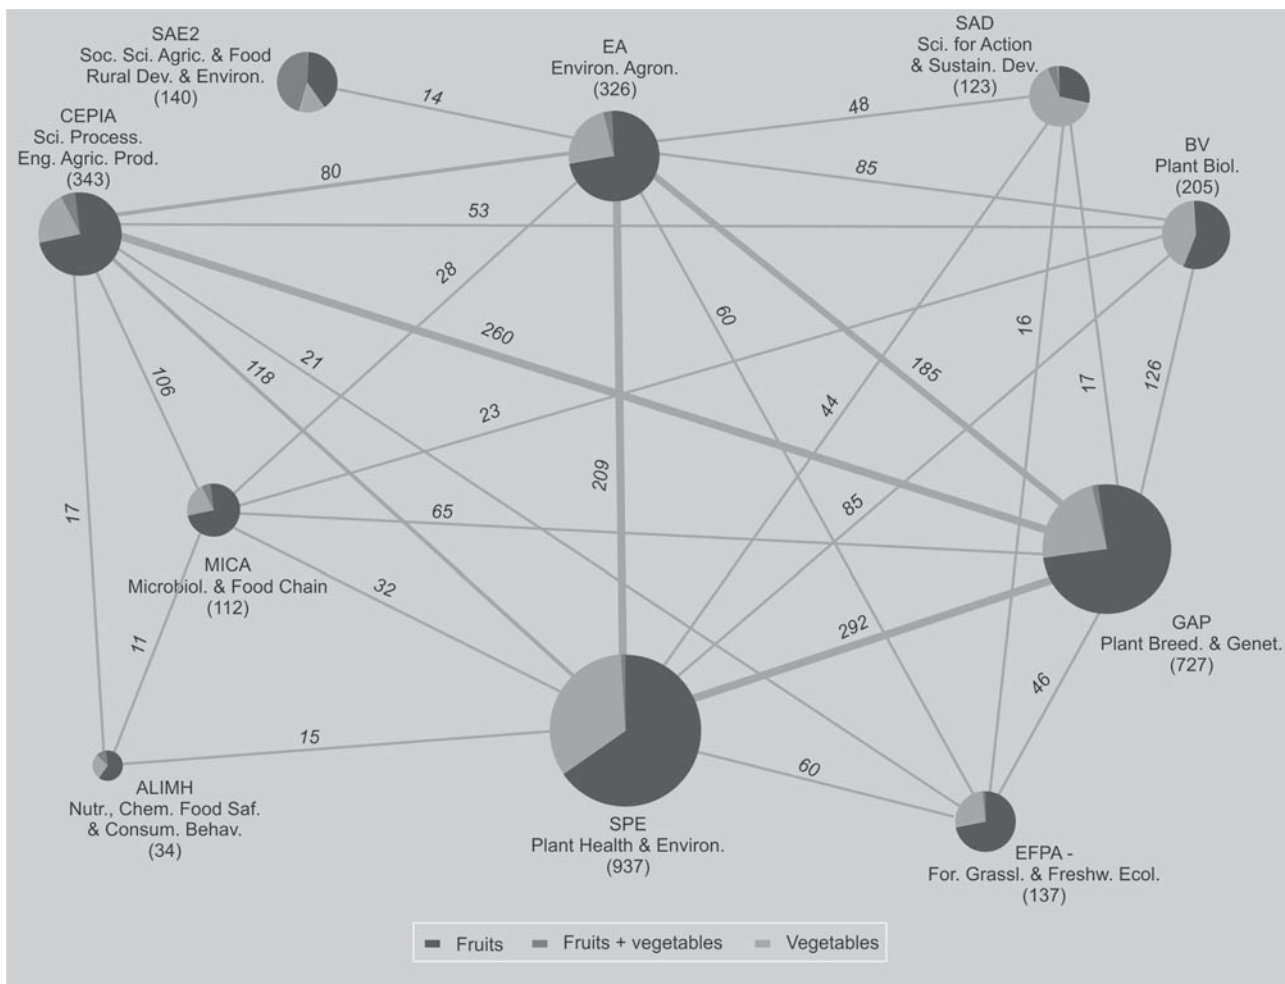 SAE2
Soc. Sci. Agric. & Food
Rural Dev. & Environ.
(140)
EA
Environ. Agron.
(326)
SAD
Sci. for Action
& Sustain. Dev.
(123)
CEPIA
Sci. Process.
Eng. Agric. Prod.
(343)
BV
Plant Biol.
(205)
14
48
80
85
53
28
60
16
260
118
21
185
17
126
106
44
23
209
85
17
65
MICA
Microbiol. & Food Chain
(112)
32
11
292
GAP
Plant Breed. & Genet.
(727)
46
15
60
ALIMH
Nutr., Chem. Food Saf.
& Consum. Behav.
(34)
SPE
Plant Health & Environ.
(937)
EFPA -
For. Grassl. & Freshw. Ecol.
(137)
Fruits
Fruits + vegetables
Vegetables